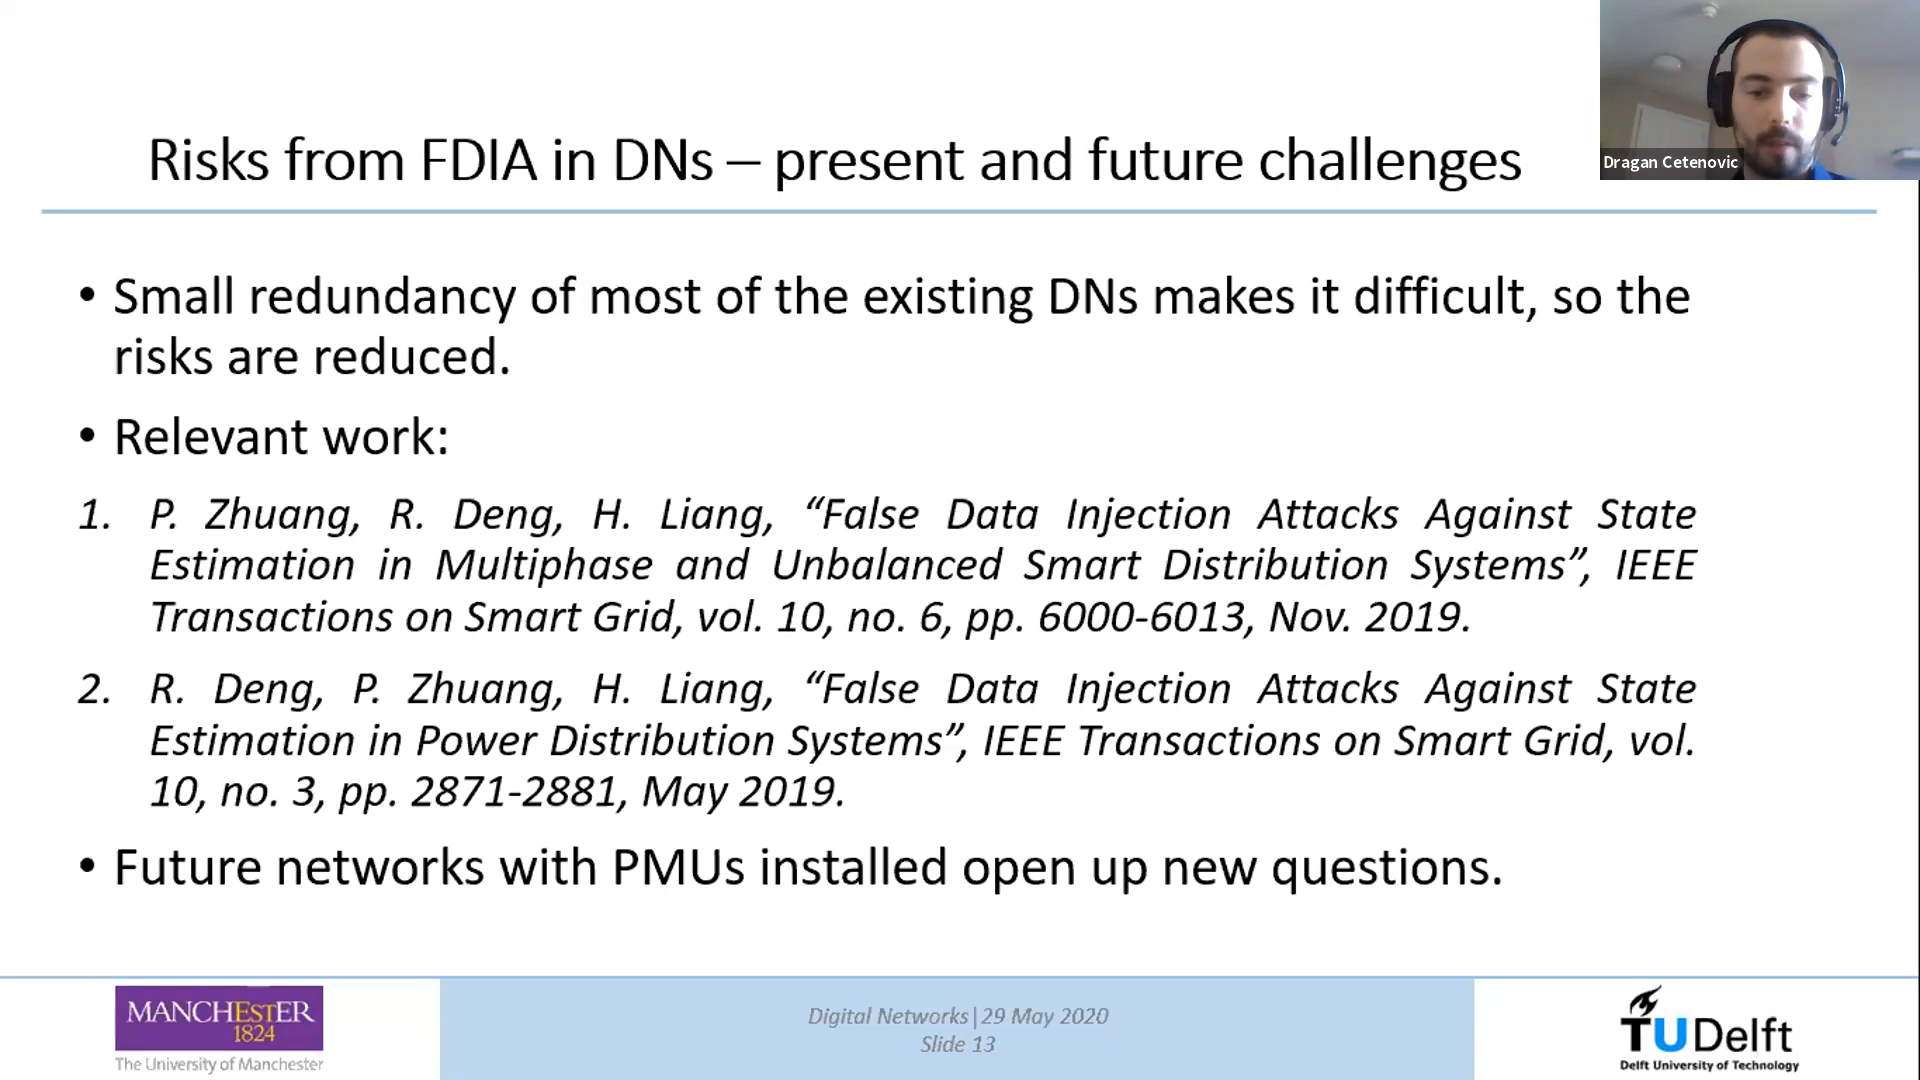 Dragan Cetenovic
Risks from FDIA in DNs – present and future challenges
• Small redundancy of most of the existing DNs makes it difficult, so the
risks are reduced.
• Relevant work:
1. P. Zhuang, R. Deng, H. Liang, “False Data Injection Attacks Against State
Estimation in Multiphase and Unbalanced Smart Distribution Systems”, IEEE
Transactions on Smart Grid, vol. 10, no. 6, pp. 6000-6013, Nov. 2019.
2. R. Deng, P. Zhuang, H. Liang, “False Data Injection Attacks Against State
Estimation in Power Distribution Systems”, IEEE Transactions on Smart Grid, vol.
10, no. 3, pp. 2871-2881, May 2019.
• Future networks with PMUs installed open up new questions.
MANCHESTER
1824
The University of Manchester
Digital Networks|29 May 2020
Slide 13
TU Delft
Delft University of Technology